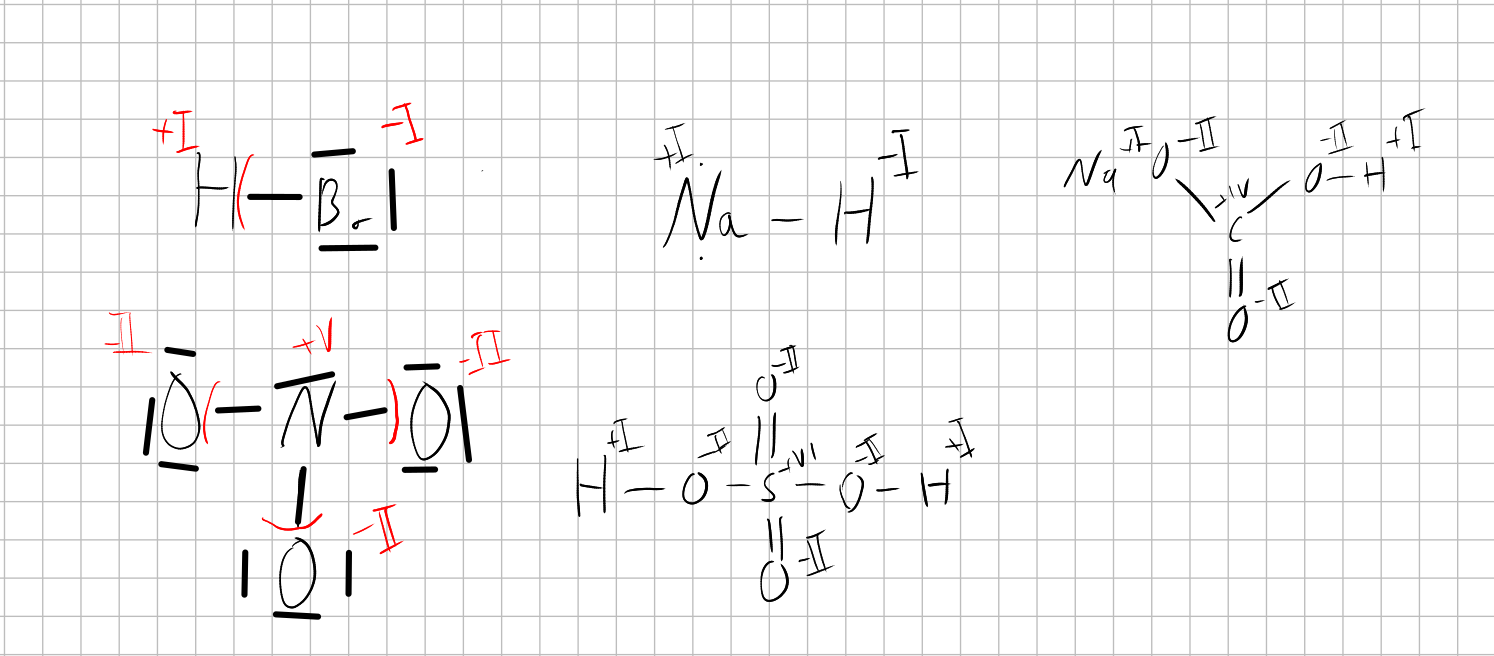 +I -I
H — Br
+I -I
Na — H
+I -II -II +I
Na O O — H
+IV
C
O -II
-II +V -II
O — N — O
O -II
O -II
+I -II +VI -II +I
H — O — S — O — H
O -II